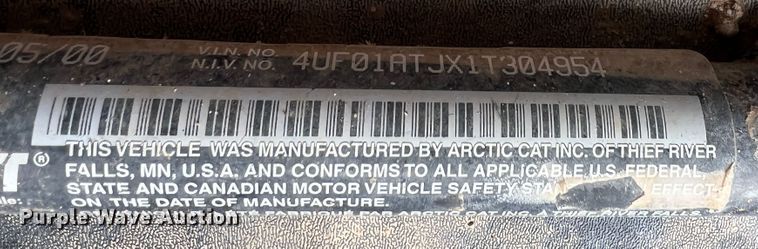 05/00
V.I.N. NO.
N.I.V. NO.
4UF01ATJX1T304954
THIS VEHICLE WAS MANUFACTURED BY ARCTIC CAT INC. OF THIEF RIVER
FALLS, MN, U.S.A. AND CONFORMS TO ALL APPLICABLE U.S. FEDERAL,
STATE AND CANADIAN MOTOR VEHICLE SAFETY EFFECT
ON THE DATE OF MANUFACTURE.
®
Purple Wave Auction